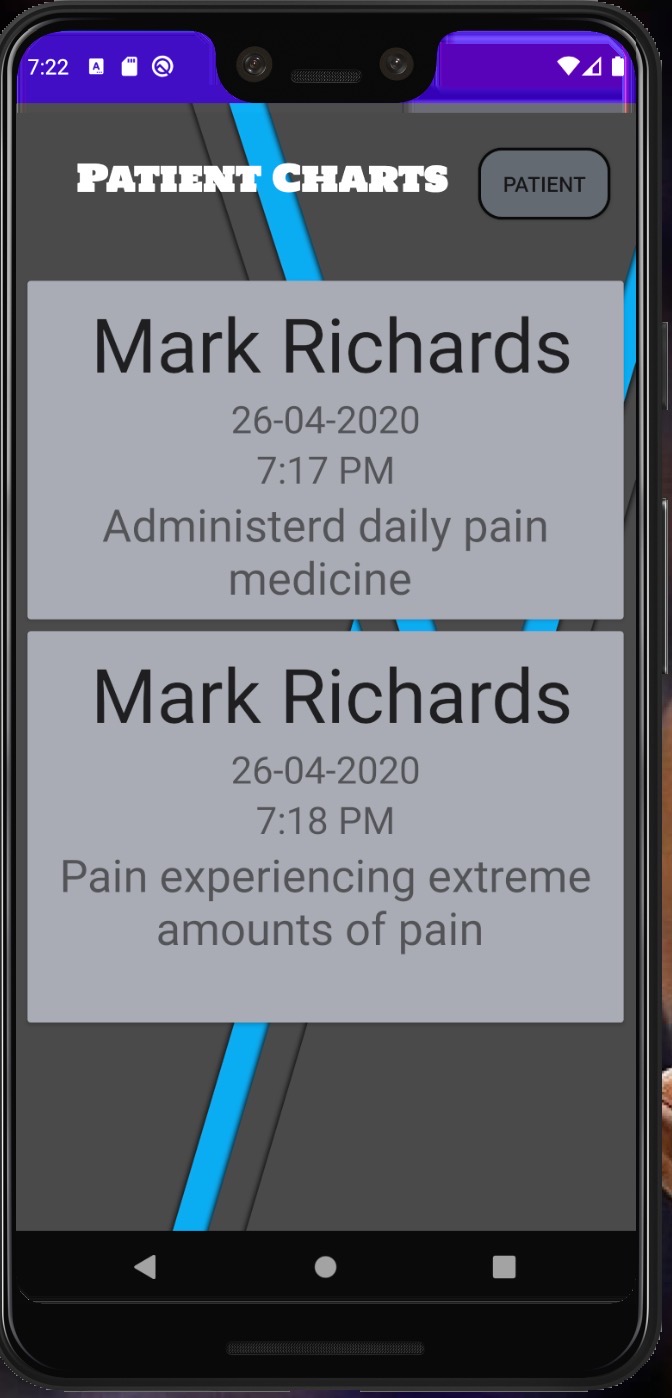 7:22
Patient Charts
PATIENT
Mark Richards
26-04-2020
7:17 PM
Administerd daily pain
medicine
Mark Richards
26-04-2020
7:18 PM
Pain experiencing extreme
amounts of pain